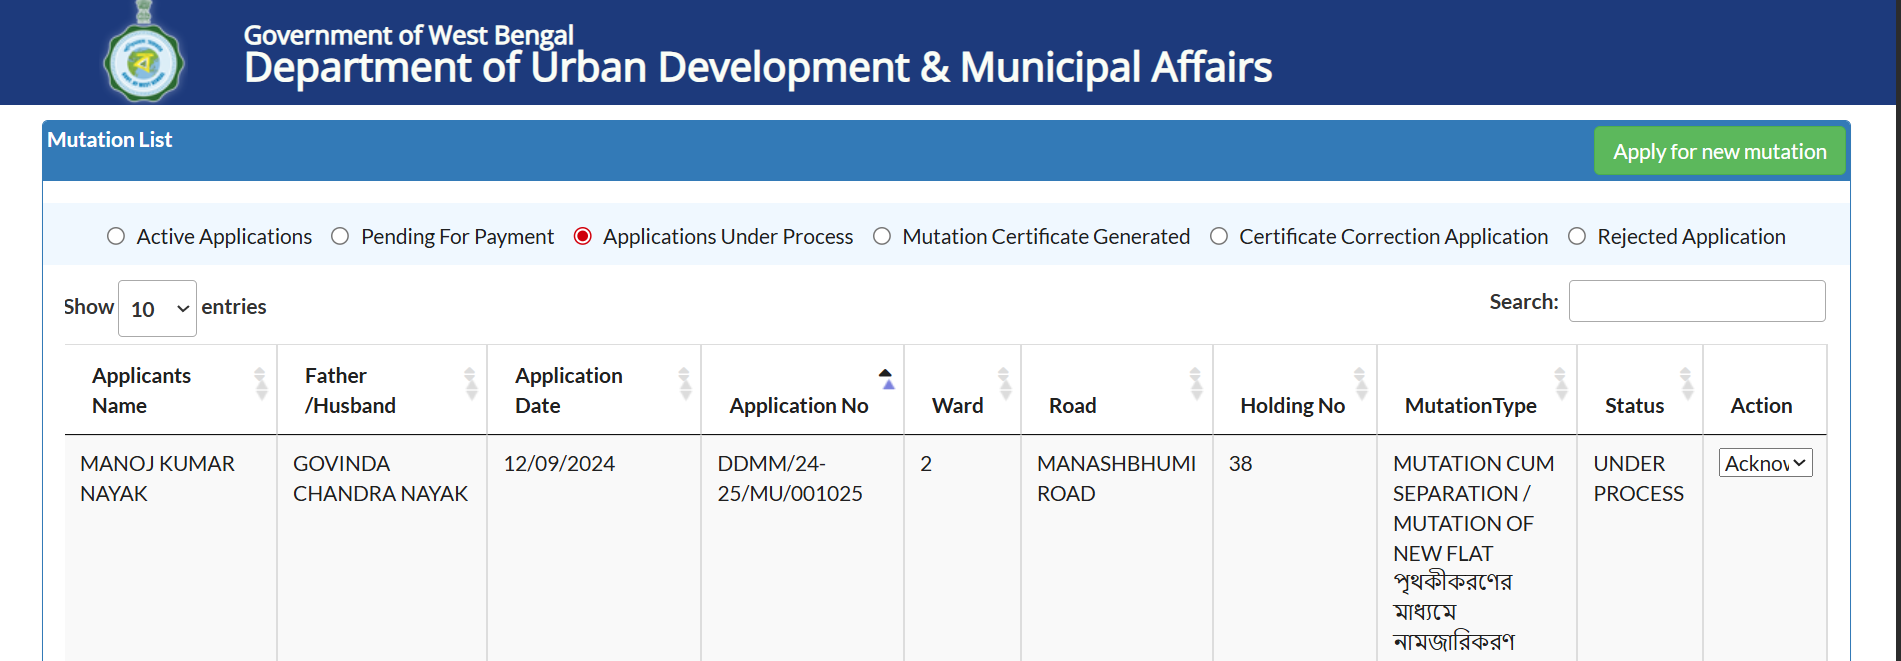 Government of West Bengal
Department of Urban Development & Municipal Affairs
Mutation List
Apply for new mutation
Active Applications Pending For Payment Applications Under Process Mutation Certificate Generated Certificate Correction Application Rejected Application
Show 10 entries
Search:
Applicants Name
Father /Husband
Application Date
Application No
Ward
Road
Holding No
MutationType
Status
Action
MANOJ KUMAR
NAYAK
GOVINDA
CHANDRA NAYAK
12/09/2024
DDMM/24-
25/MU/001025
2
MANASHBHUMI
ROAD
38
MUTATION CUM
SEPARATION /
MUTATION OF
NEW FLAT
পৃথকীকরণের
মাধ্যমে
নামজারিকরণ
UNDER
PROCESS
Acknov